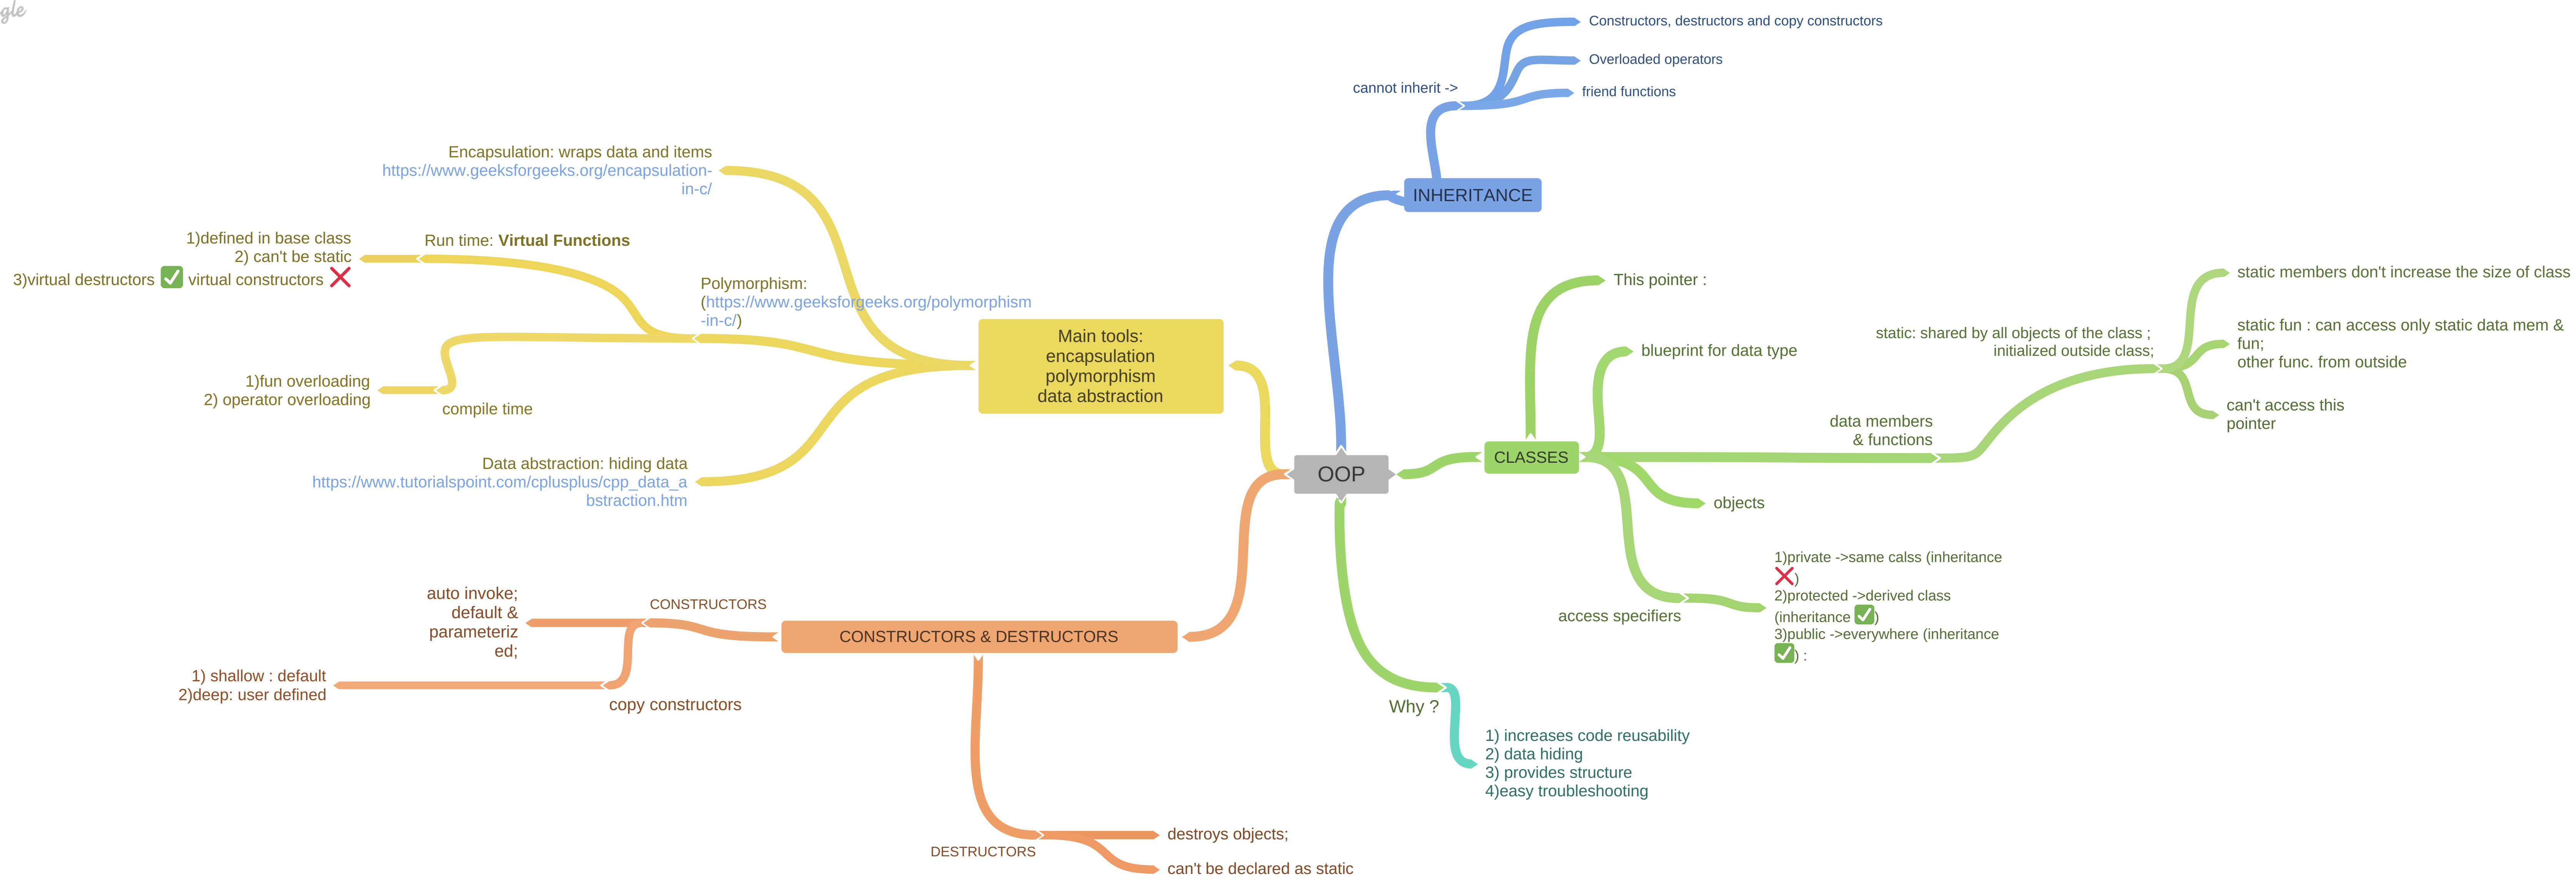 gle
Constructors, destructors and copy constructors
Overloaded operators
cannot inherit ->
friend functions
INHERITANCE
Encapsulation: wraps data and items
https://www.geeksforgeeks.org/encapsulation-
in-c/
1)defined in base class
2) can't be static
3)virtual destructors ✅ virtual constructors ❌
Run time: Virtual Functions
Polymorphism:
(https://www.geeksforgeeks.org/polymorphism
-in-c/)
Main tools:
encapsulation
polymorphism
data abstraction
1)fun overloading
2) operator overloading
compile time
Data abstraction: hiding data
https://www.tutorialspoint.com/cplusplus/cpp_data_a
bstraction.htm
OOP
This pointer :
blueprint for data type
CLASSES
data members
& functions
static: shared by all objects of the class ;
initialized outside class;
static members don't increase the size of class
static fun : can access only static data mem &
fun;
other func. from outside
can't access this
pointer
objects
access specifiers
1)private ->same calss (inheritance
❌)
2)protected ->derived class
(inheritance ✅)
3)public ->everywhere (inheritance
✅) :
auto invoke;
default &
parameteriz
ed;
CONSTRUCTORS
CONSTRUCTORS & DESTRUCTORS
1) shallow : default
2)deep: user defined
copy constructors
Why ?
1) increases code reusability
2) data hiding
3) provides structure
4)easy troubleshooting
DESTRUCTORS
destroys objects;
can't be declared as static